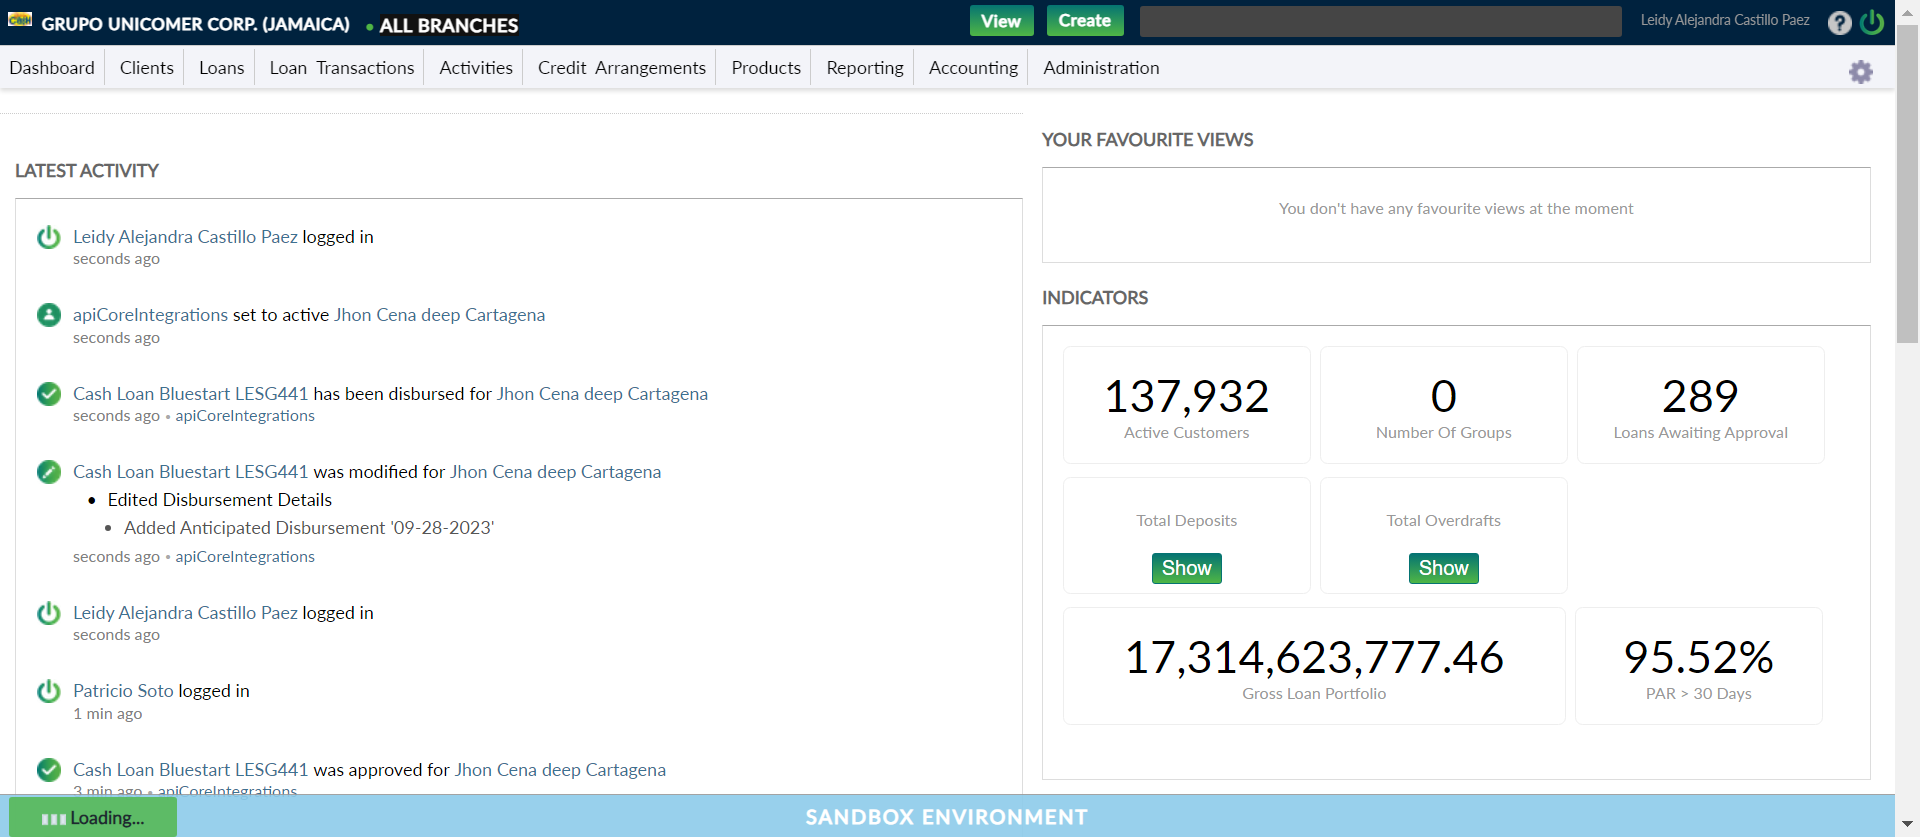 GRUPO UNICOMER CORP. (JAMAICA) • ALL BRANCHES
View
Create
Leidy Alejandra Castillo Paez
?
Dashboard
Clients
Loans
Loan Transactions
Activities
Credit Arrangements
Products
Reporting
Accounting
Administration
LATEST ACTIVITY
Leidy Alejandra Castillo Paez logged in
seconds ago
apiCoreIntegrations set to active Jhon Cena deep Cartagena
seconds ago
Cash Loan Bluestart LESG441 has been disbursed for Jhon Cena deep Cartagena
seconds ago • apiCoreIntegrations
Cash Loan Bluestart LESG441 was modified for Jhon Cena deep Cartagena
• Edited Disbursement Details
• Added Anticipated Disbursement '09-28-2023'
seconds ago • apiCoreIntegrations
Leidy Alejandra Castillo Paez logged in
seconds ago
Patricio Soto logged in
1 min ago
Cash Loan Bluestart LESG441 was approved for Jhon Cena deep Cartagena
3 min ago • apiCoreIntegrations
YOUR FAVOURITE VIEWS
You don't have any favourite views at the moment
INDICATORS
137,932
Active Customers
0
Number Of Groups
289
Loans Awaiting Approval
Total Deposits
Show
Total Overdrafts
Show
17,314,623,777.46
Gross Loan Portfolio
95.52%
PAR > 30 Days
Loading...
SANDBOX ENVIRONMENT